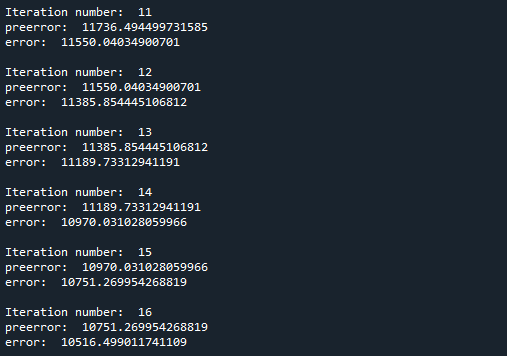 Iteration number:  11
preerror:  11736.494499731585
error:  11550.04034900701
Iteration number:  12
preerror:  11550.04034900701
error:  11385.854445106812
Iteration number:  13
preerror:  11385.854445106812
error:  11189.73312941191
Iteration number:  14
preerror:  11189.73312941191
error:  10970.031028059966
Iteration number:  15
preerror:  10970.031028059966
error:  10751.269954268819
Iteration number:  16
preerror:  10751.269954268819
error:  10516.499011741109